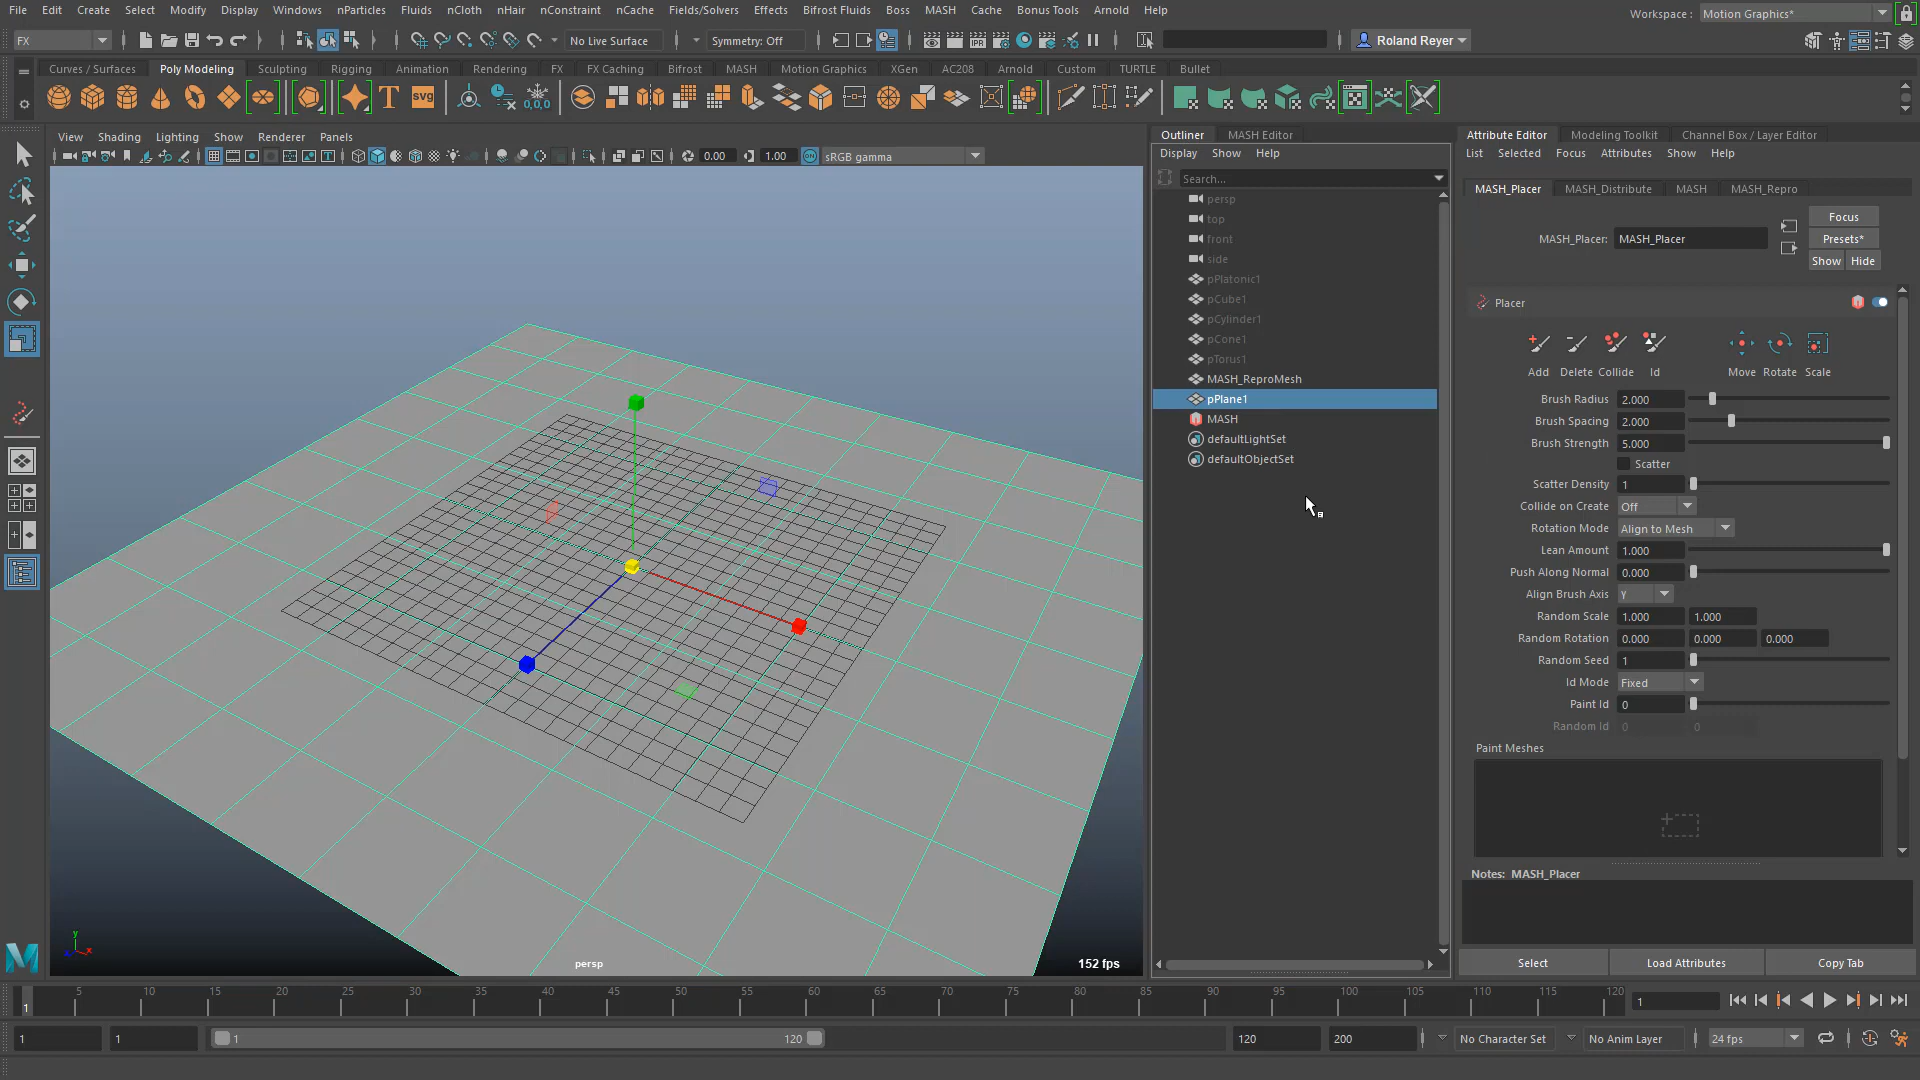 File Edit Create Select Modify Display Windows nParticles Fluids nCloth nHair nConstraint nCache Fields/Solvers Effects Bifrost Fluids Boss MASH Cache Bonus Tools Arnold Help
Workspace : Motion Graphics*
FX No Live Surface Symmetry: Off Roland Reyer
Curves / Surfaces Poly Modeling Sculpting Rigging Animation Rendering FX FX Caching Bifrost MASH Motion Graphics XGen AC208 Arnold Custom TURTLE Bullet
T svg 0,0,0
View Shading Lighting Show Renderer Panels
0.00 1.00 sRGB gamma
persp
152 fps
Outliner MASH Editor
Display Show Help
Search...
persp
top
front
side
pPlatonic1
pCube1
pCylinder1
pCone1
pTorus1
MASH_ReproMesh
pPlane1
MASH
defaultLightSet
defaultObjectSet
Attribute Editor Modeling Toolkit Channel Box / Layer Editor
List Selected Focus Attributes Show Help
MASH_Placer MASH_Distribute MASH MASH_Repro
Focus
MASH_Placer: MASH_Placer Presets*
Show Hide
Placer
Add Delete Collide Id Move Rotate Scale
Brush Radius 2.000
Brush Spacing 2.000
Brush Strength 5.000
Scatter
Scatter Density 1
Collide on Create Off
Rotation Mode Align to Mesh
Lean Amount 1.000
Push Along Normal 0.000
Align Brush Axis y
Random Scale 1.000 1.000
Random Rotation 0.000 0.000 0.000
Random Seed 1
Id Mode Fixed
Paint Id 0
Random Id 0 0
Paint Meshes
Notes: MASH_Placer
Select Load Attributes Copy Tab
1 5 10 15 20 25 30 35 40 45 50 55 60 65 70 75 80 85 90 95 100 105 110 115 120 1
1 1 1 120 120 200 No Character Set No Anim Layer 24 fps